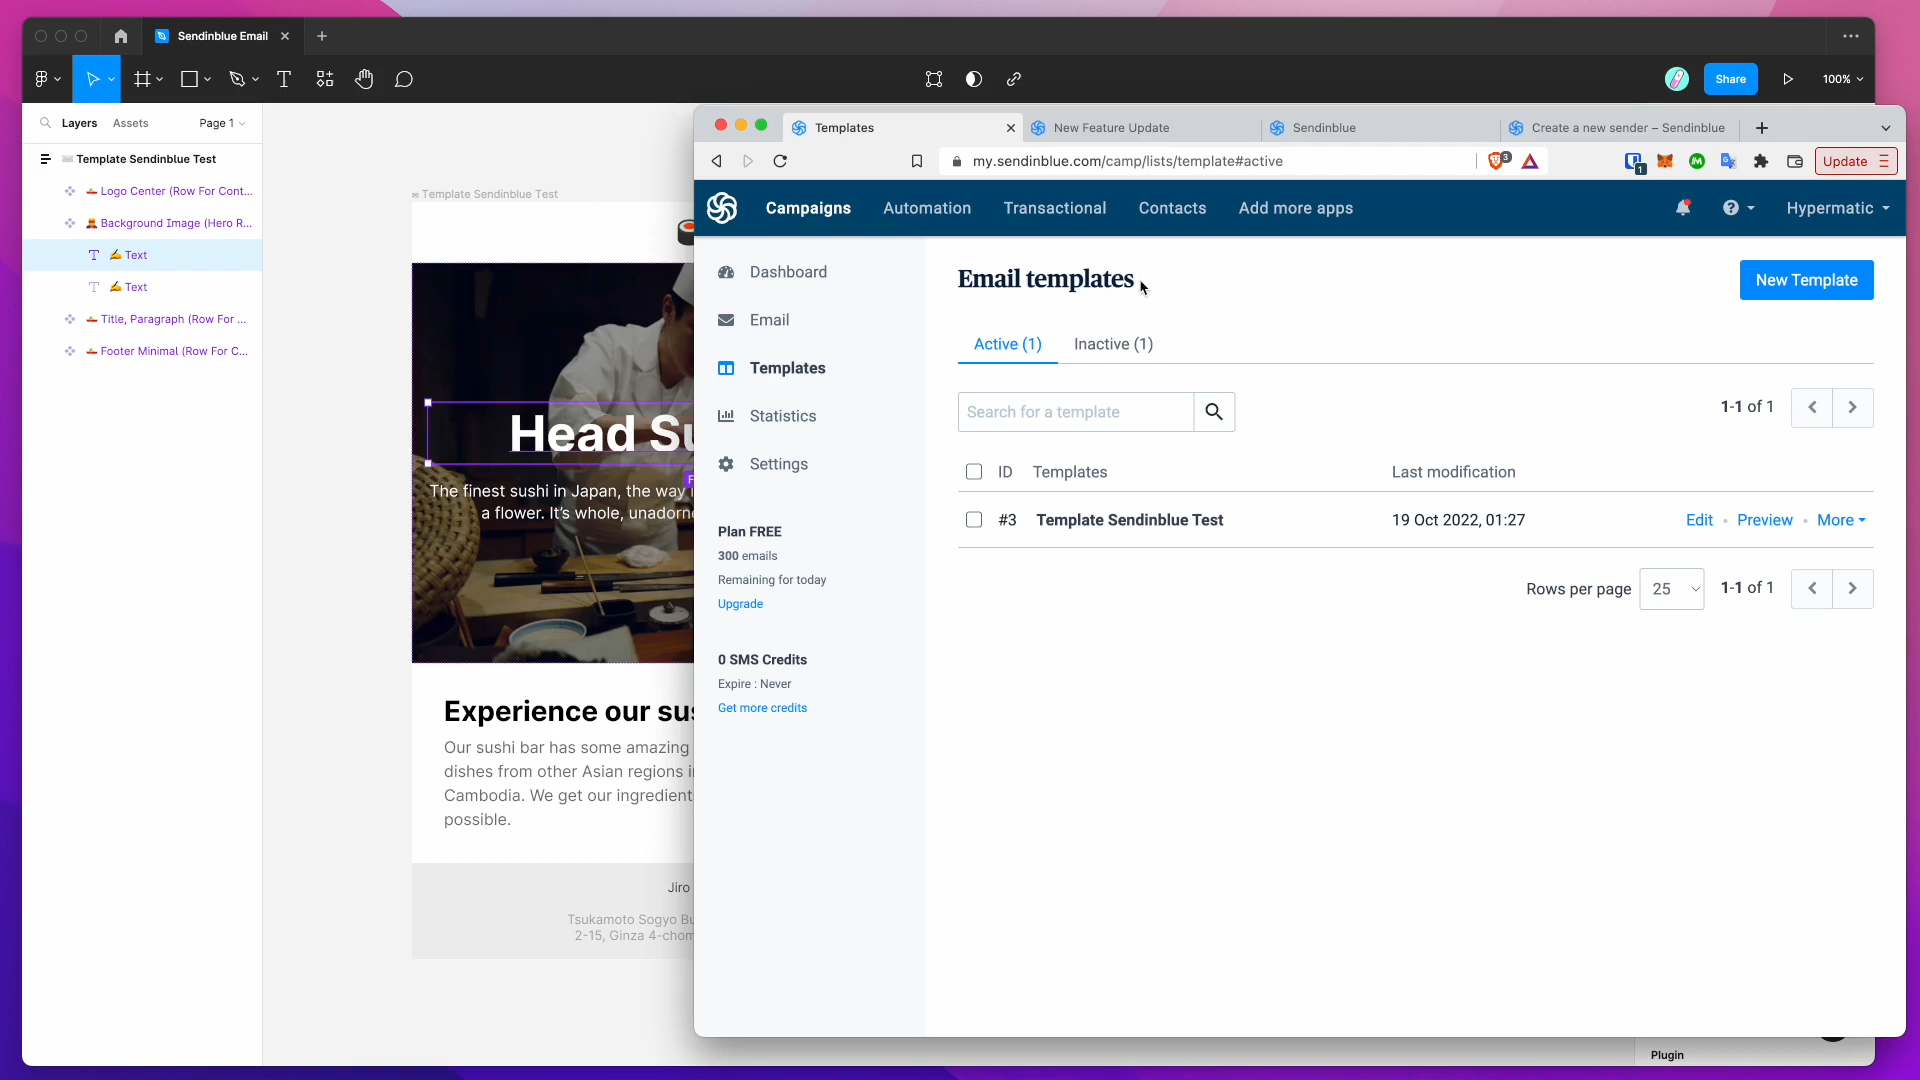 Sendinblue Email
Share
100%
Layers
Assets
Page 1
Template Sendinblue Test
Logo Center (Row For Cont...
Background Image (Hero R...
Text
Text
Title, Paragraph (Row For ...
Footer Minimal (Row For C...
Template Sendinblue Test
Head Su
The finest sushi in Japan, the way i
a flower. It's whole, unadorne
Experience our sus
Our sushi bar has some amazing
dishes from other Asian regions i
Cambodia. We get our ingredient
possible.
Jiro
Tsukamoto Sogyo Bu
2-15, Ginza 4-chom
Templates
New Feature Update
Sendinblue
Create a new sender – Sendinblue
my.sendinblue.com/camp/lists/template#active
3
1
Update
Campaigns
Automation
Transactional
Contacts
Add more apps
Hypermatic
Dashboard
Email
Templates
Statistics
Settings
Plan FREE
300 emails
Remaining for today
Upgrade
0 SMS Credits
Expire : Never
Get more credits
Email templates
New Template
Active (1)
Inactive (1)
Search for a template
1-1 of 1
ID
Templates
Last modification
#3
Template Sendinblue Test
19 Oct 2022, 01:27
Edit
Preview
More
Rows per page
25
1-1 of 1
Plugin